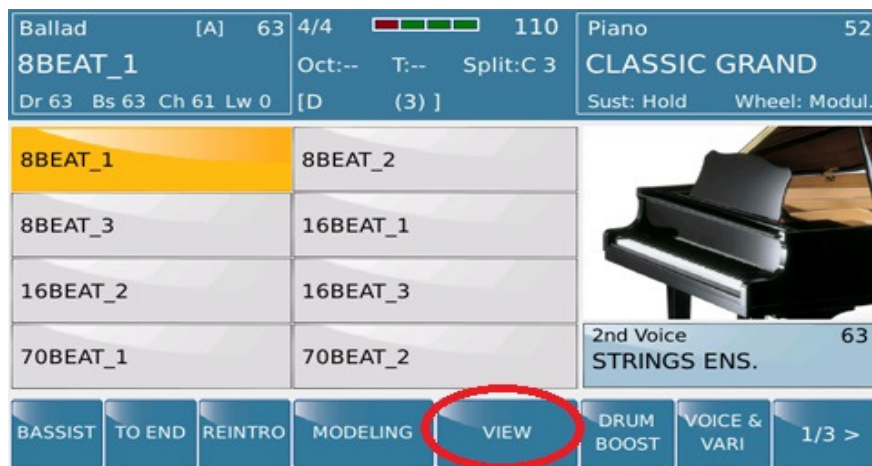 Ballad [A] 63
8BEAT_1
Dr 63 Bs 63 Ch 61 Lw 0
4/4 110
Oct:-- T:-- Split:C 3
[D (3) ]
Piano 52
CLASSIC GRAND
Sust: Hold Wheel: Modul.
8BEAT_1 8BEAT_2
8BEAT_3 16BEAT_1
16BEAT_2 16BEAT_3
70BEAT_1 70BEAT_2
2nd Voice 63
STRINGS ENS.
BASSIST TO END REINTRO MODELING VIEW DRUM BOOST VOICE & VARI 1/3 >